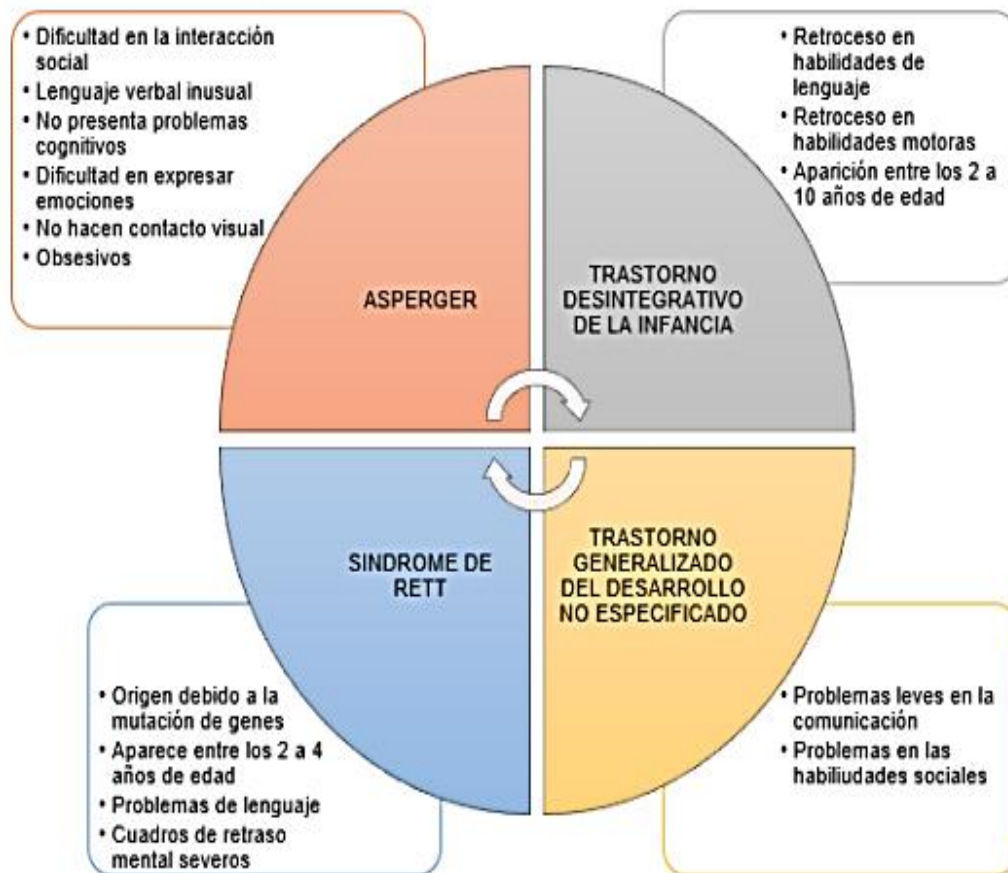 • Dificultad en la interacción
social
• Lenguaje verbal inusual
• No presenta problemas
cognitivos
• Dificultad en expresar
emociones
• No hacen contacto visual
• Obsesivos
• Retroceso en
habilidades de
lenguaje
• Retroceso en
habilidades motoras
• Aparición entre los 2 a
10 años de edad
ASPERGER
TRASTORNO
DESINTEGRATIVO
DE LA INFANCIA
SINDROME DE
RETT
TRASTORNO
GENERALIZADO
DEL DESARROLLO
NO ESPECIFICADO
• Origen debido a la
mutación de genes
• Aparece entre los 2 a 4
años de edad
• Problemas de lenguaje
• Cuadros de retraso
mental severos
• Problemas leves en la
comunicación
• Problemas en las
habiliudades sociales